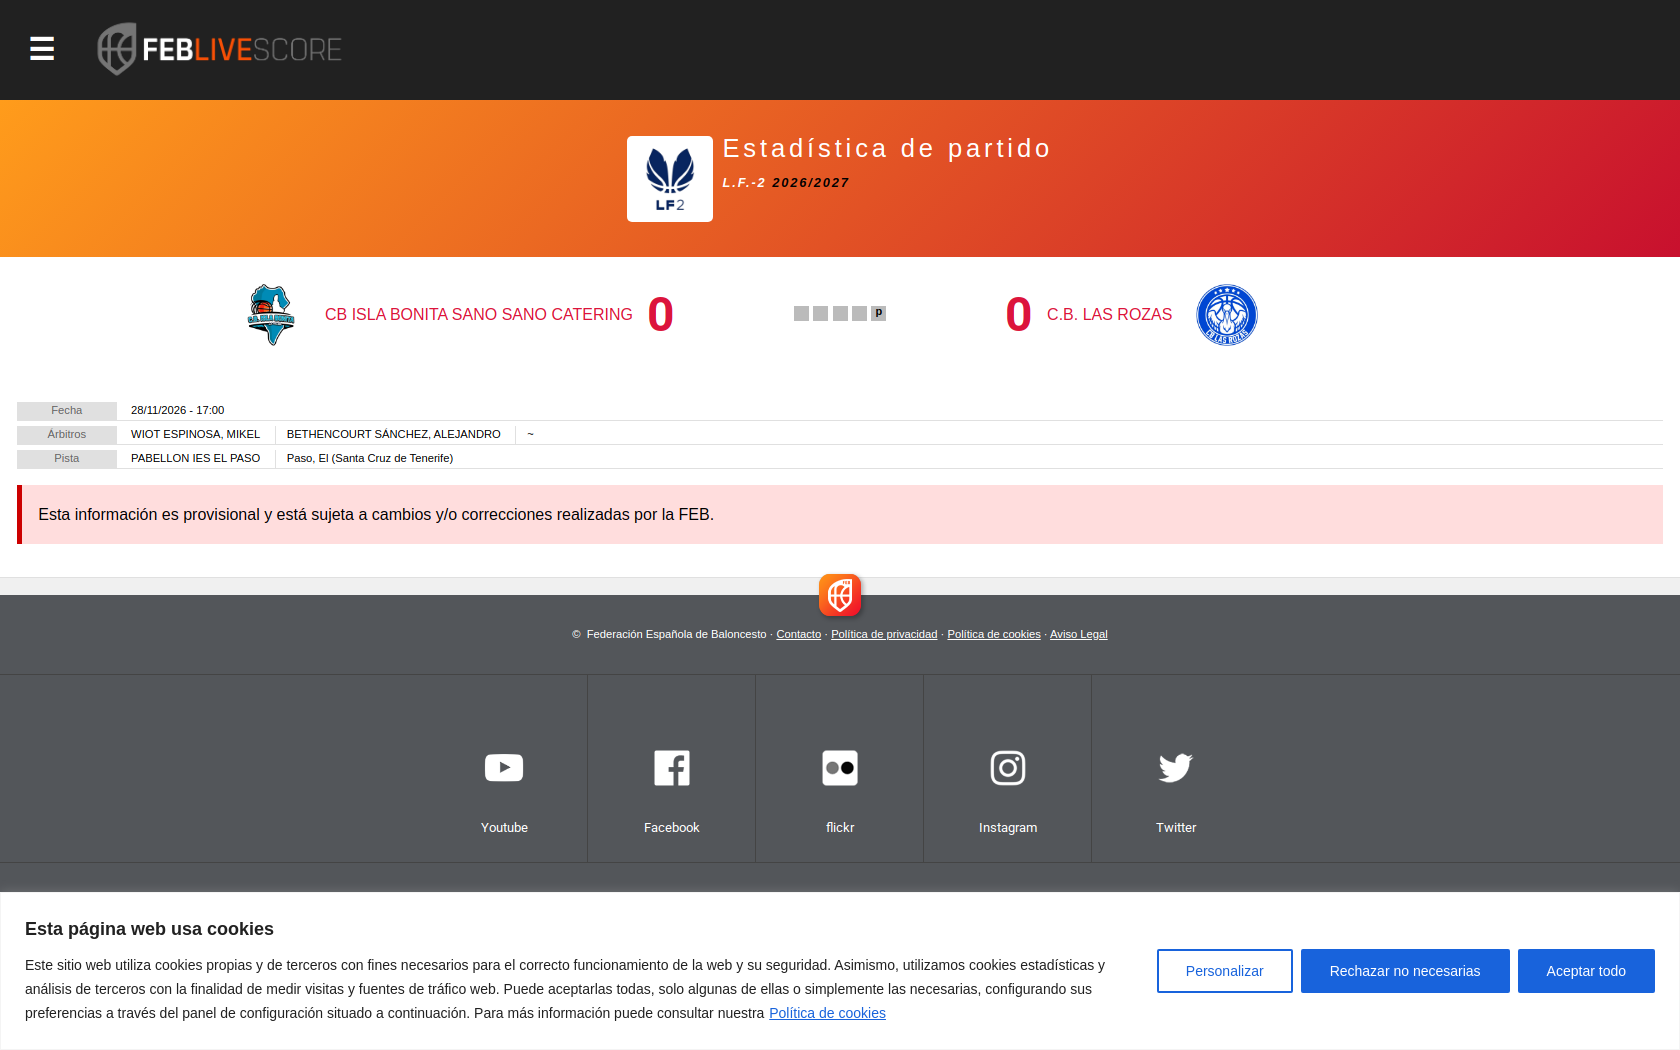 FEBLIVESCORE
Estadística de partido
LF2
L.F.-2 2026/2027
CB ISLA BONITA SANO SANO CATERING 0
p
0 C.B. LAS ROZAS
Fecha 28/11/2026 - 17:00
Árbitros WIOT ESPINOSA, MIKEL BETHENCOURT SÁNCHEZ, ALEJANDRO ~
Pista PABELLON IES EL PASO Paso, El (Santa Cruz de Tenerife)
Esta información es provisional y está sujeta a cambios y/o correcciones realizadas por la FEB.
© Federación Española de Baloncesto · Contacto · Política de privacidad · Política de cookies · Aviso Legal
Youtube Facebook flickr Instagram Twitter
Esta página web usa cookies
Este sitio web utiliza cookies propias y de terceros con fines necesarios para el correcto funcionamiento de la web y su seguridad. Asimismo, utilizamos cookies estadísticas y
análisis de terceros con la finalidad de medir visitas y fuentes de tráfico web. Puede aceptarlas todas, solo algunas de ellas o simplemente las necesarias, configurando sus
preferencias a través del panel de configuración situado a continuación. Para más información puede consultar nuestra Política de cookies
Personalizar Rechazar no necesarias Aceptar todo